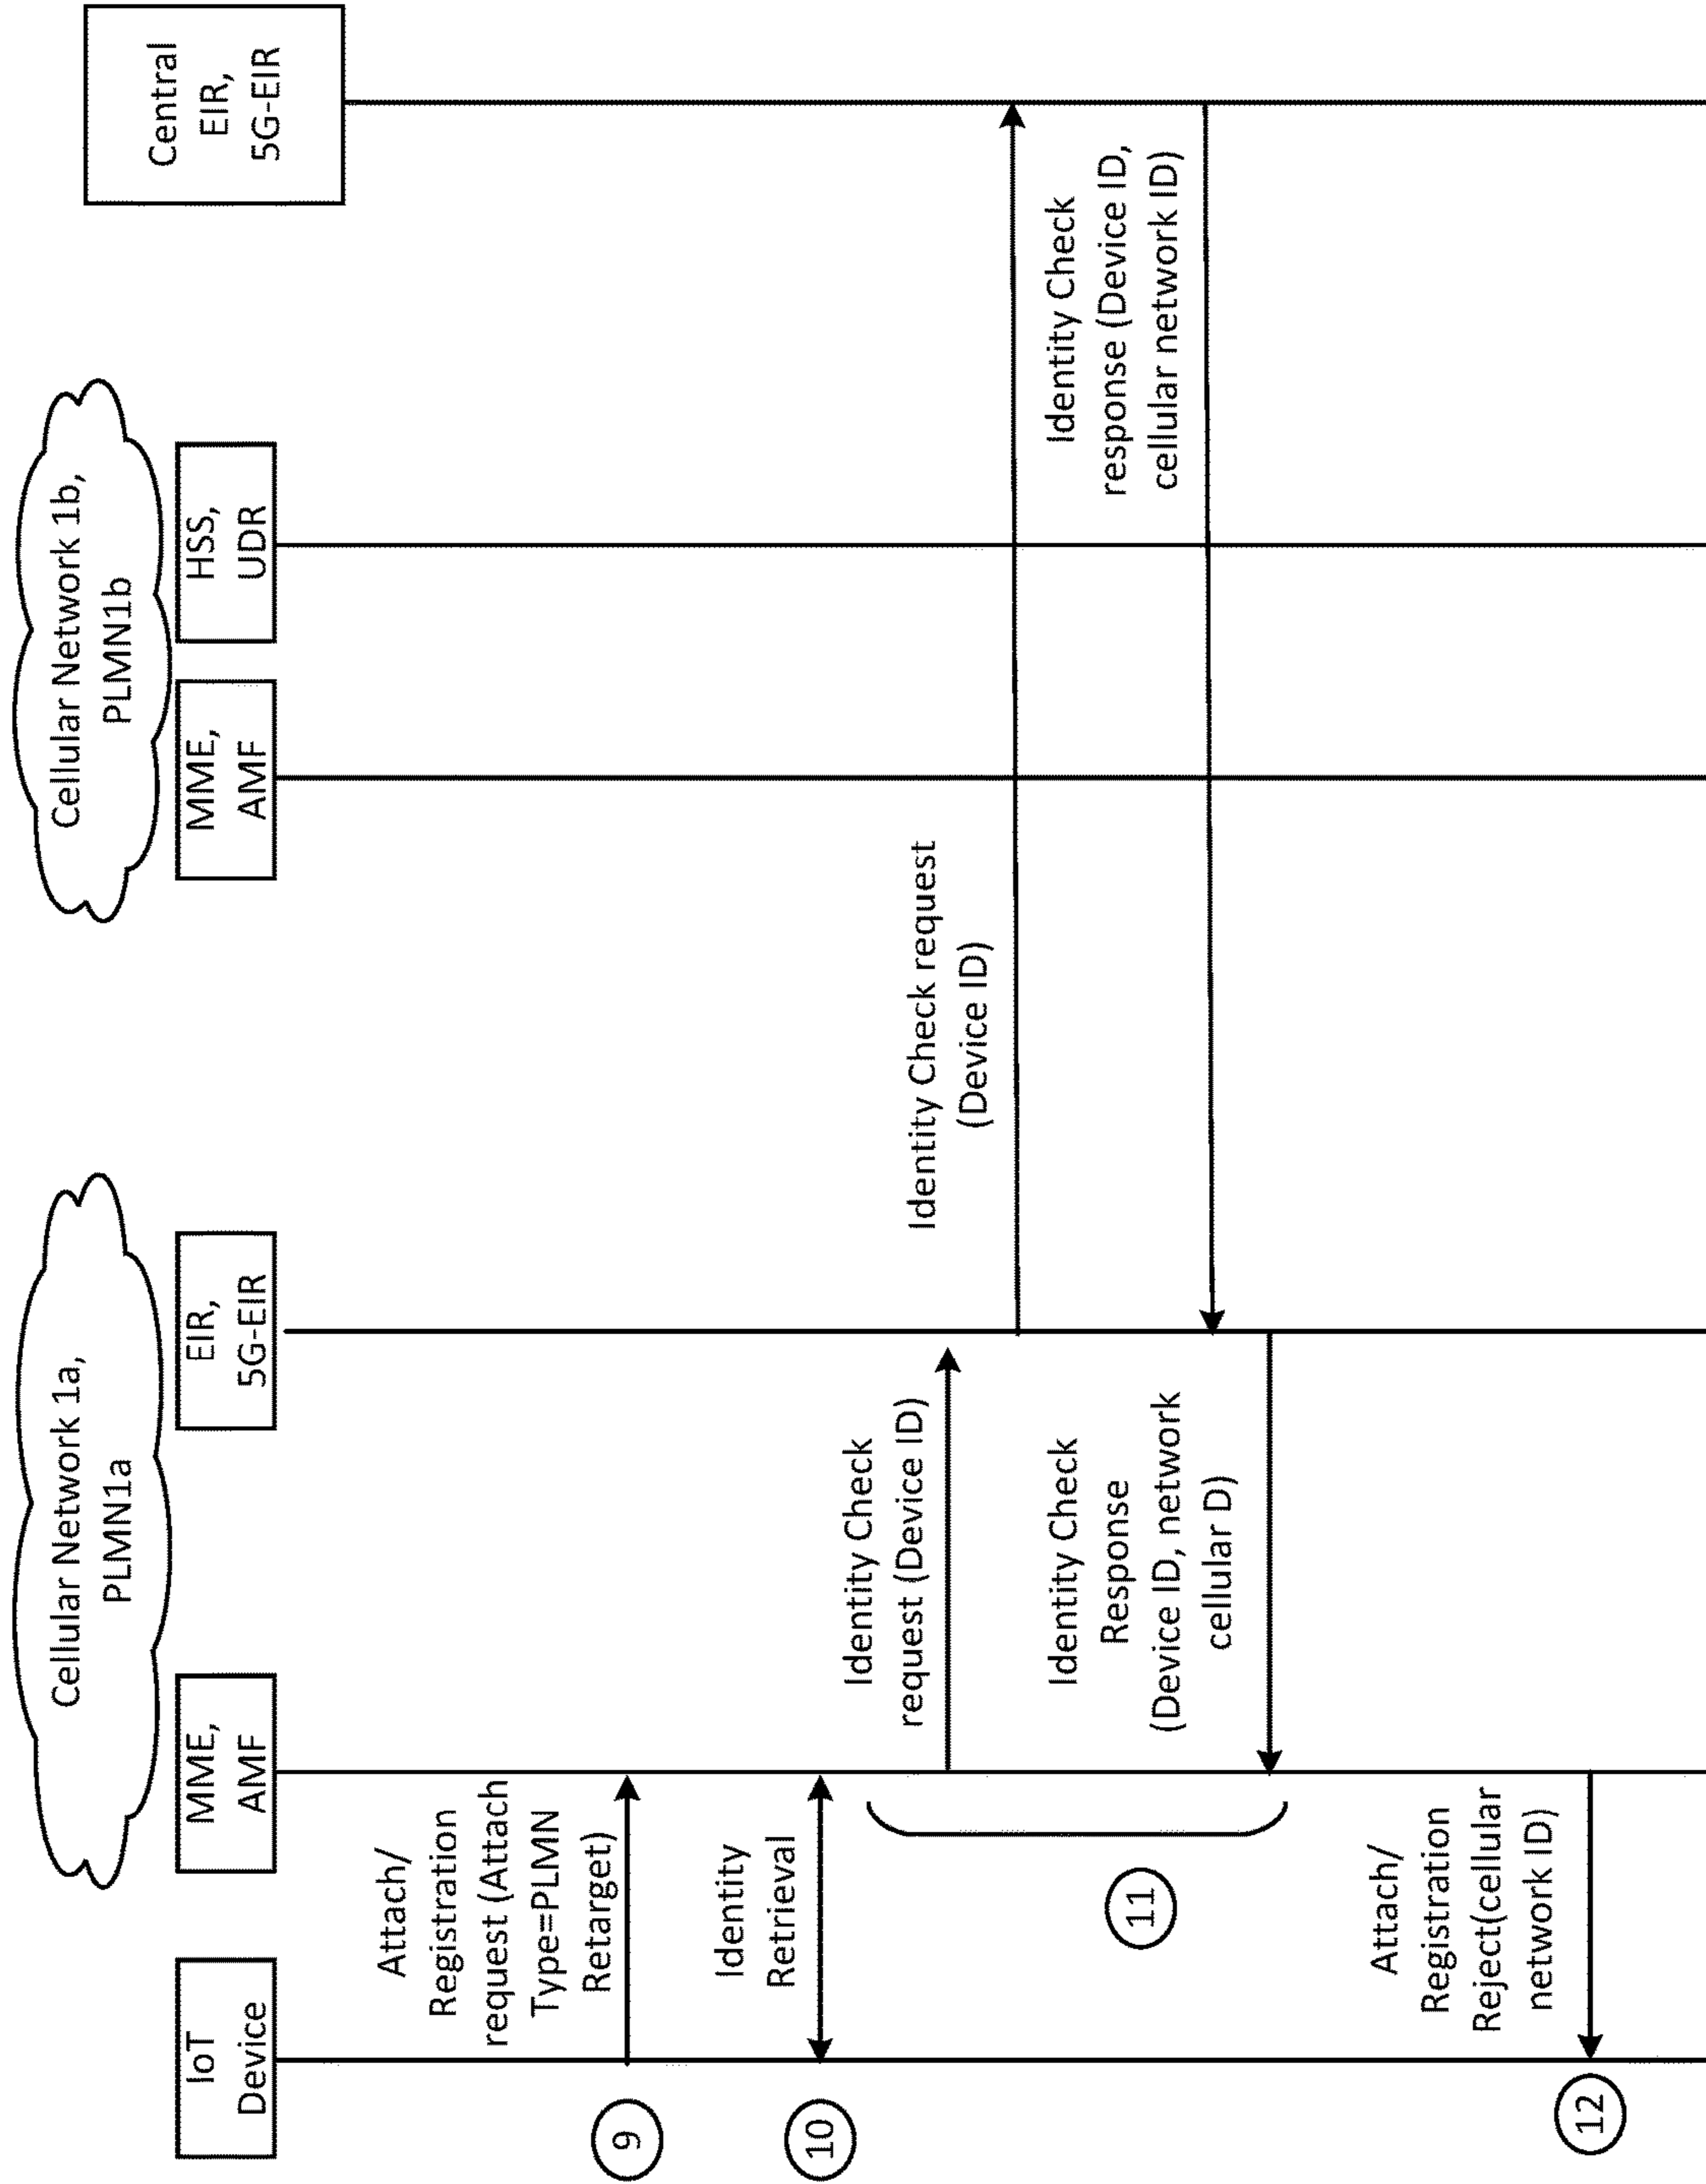 Cellular Network 1a,
PLMN1a
Cellular Network 1b,
PLMN1b
IoT
Device
MME,
AMF
EIR,
5G-EIR
MME,
AMF
HSS,
UDR
Central
EIR,
5G-EIR
9
Attach/
Registration
request (Attach
Type=PLMN
Retarget)
10
Identity
Retrieval
11
Identity Check
request (Device ID)
Identity Check request
(Device ID)
Identity Check
response (Device ID,
cellular network ID)
Identity Check
Response
(Device ID, network
cellular D)
12
Attach/
Registration
Reject(cellular
network ID)